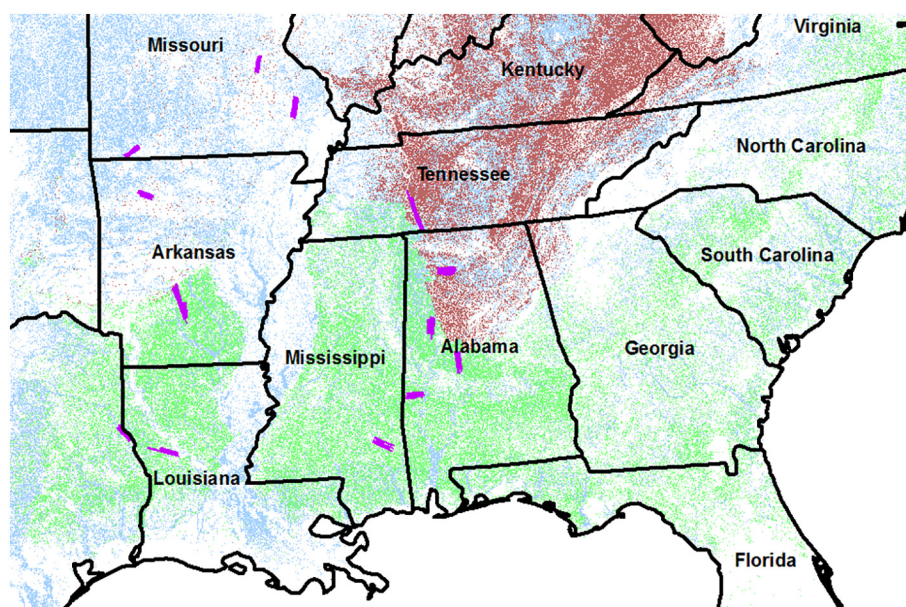 Virginia
Missouri
Kentucky
North Carolina
Tennessee
Arkansas
South Carolina
Mississippi
Alabama
Georgia
Louisiana
Florida